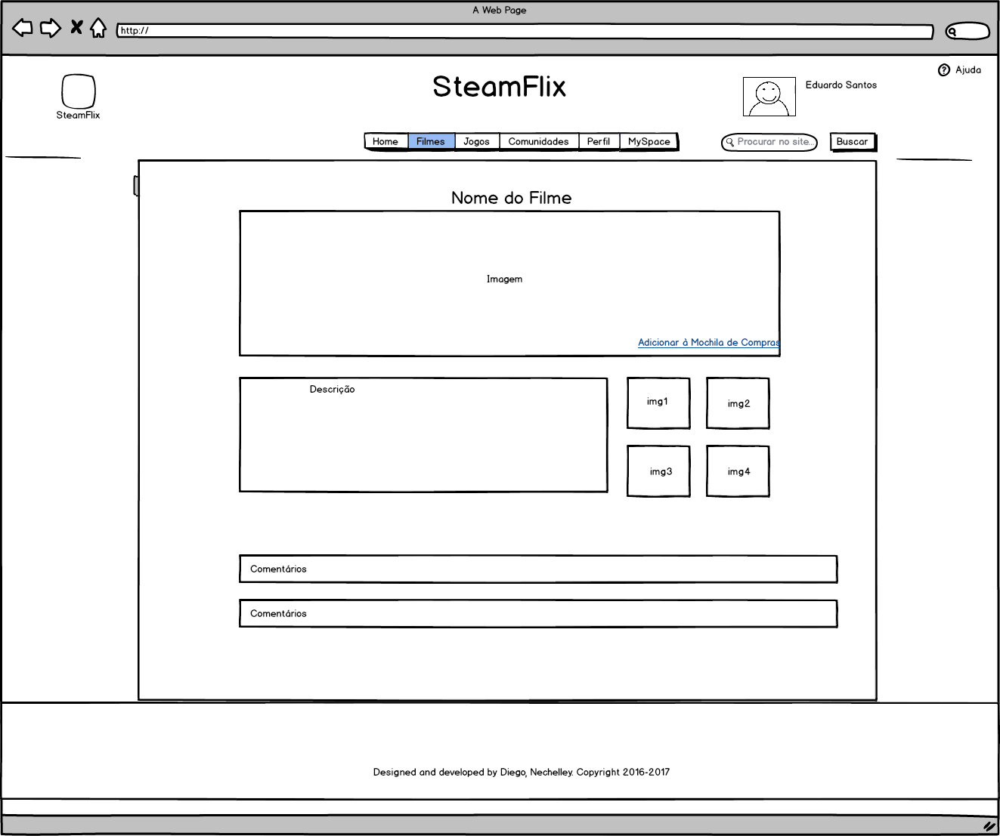 A Web Page
http://
Ajuda
SteamFlix
Eduardo Santos
SteamFlix
Home Filmes Jogos Comunidades Perfil MySpace
Procurar no site...
Buscar
Nome do Filme
Imagem
Adicionar à Mochila de Compras
Descrição
img1
img2
img3
img4
Comentários
Comentários
Designed and developed by Diego, Nechelley. Copyright 2016-2017